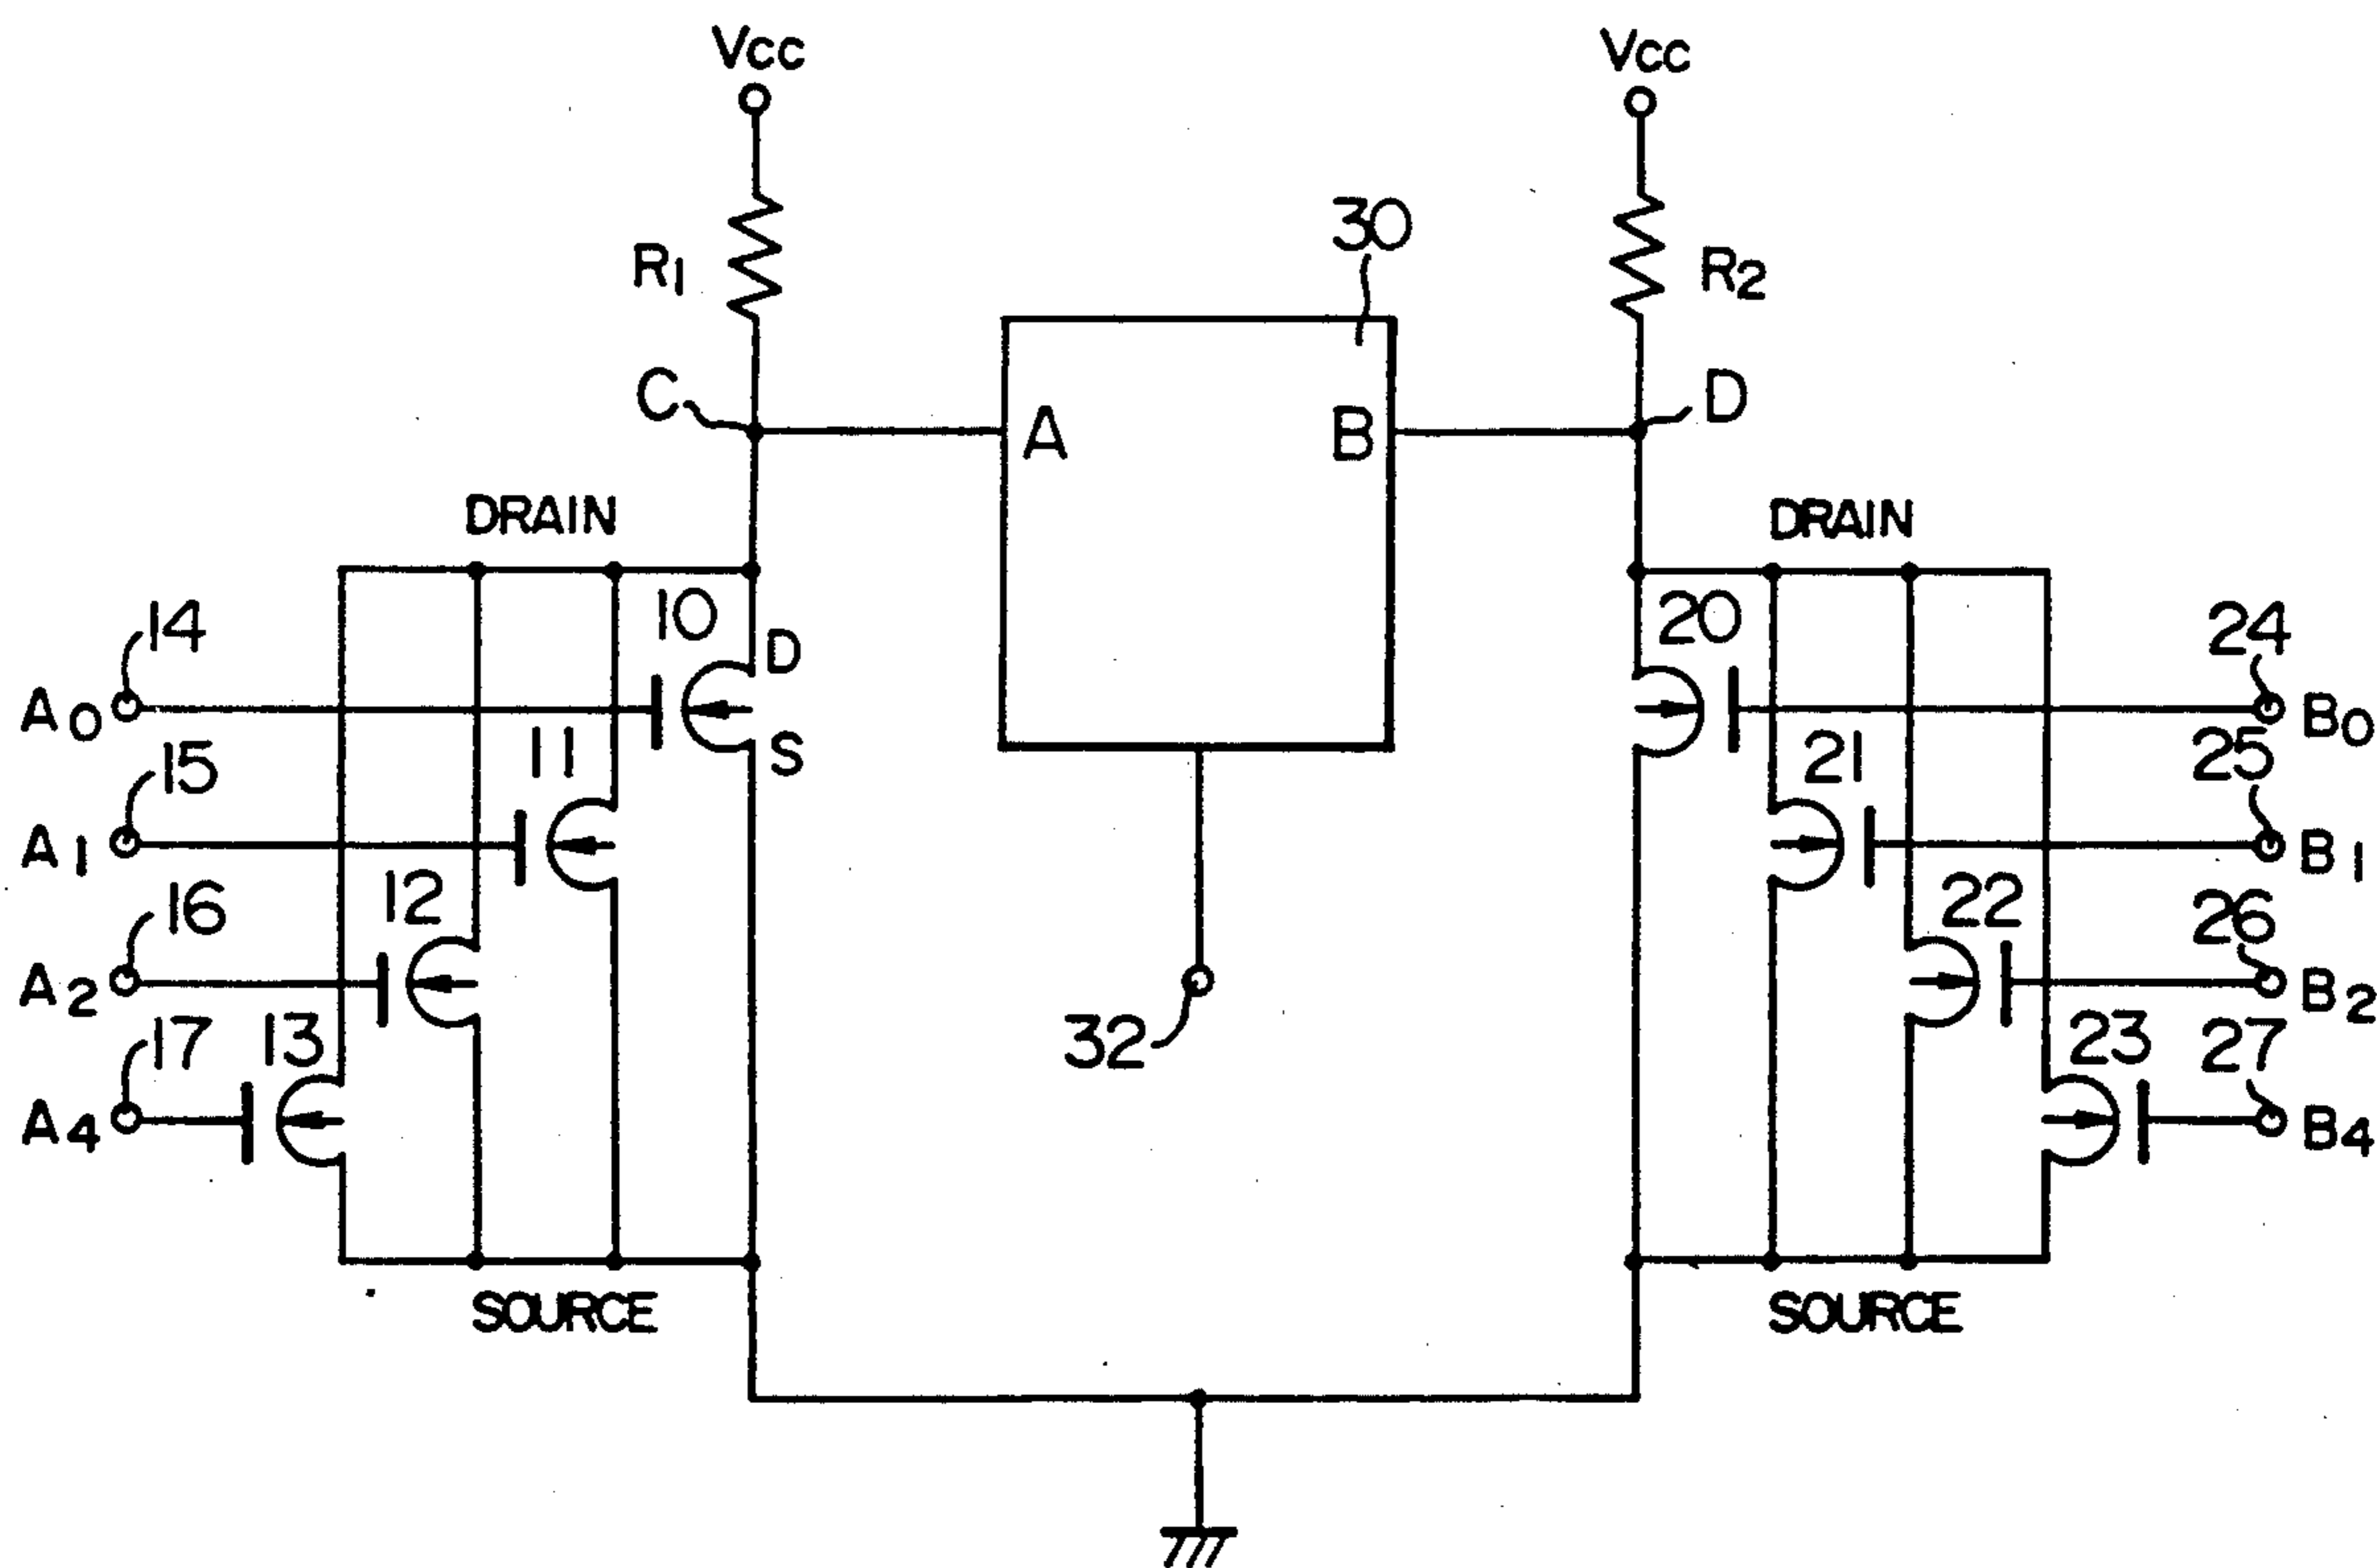 Vcc Vcc
30
R1 R2
C A B D
DRAIN DRAIN
14 10 D 20 24
A0 S B0
15 11 21 25
A1 B1
16 12 22 26
A2 B2
17 13 32 23 27
A4 B4
SOURCE SOURCE